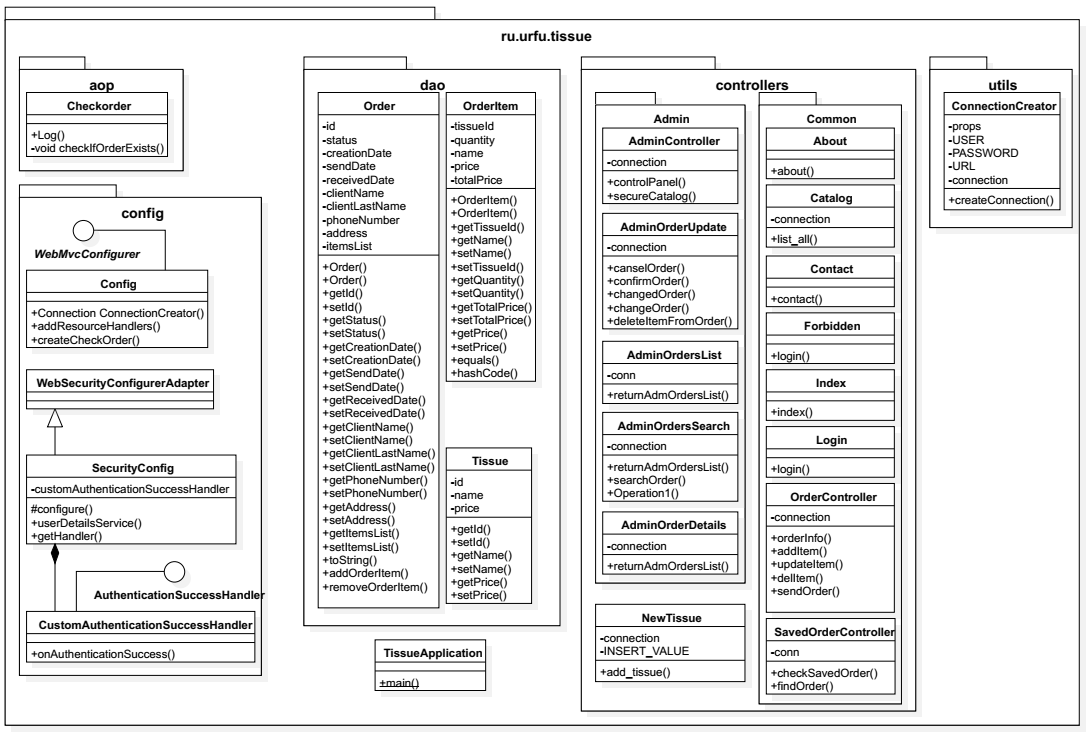 ru.urfu.tissue
aop
Checkorder
+Log()
-void checkIfOrderExists()
config
WebMvcConfigurer
Config
+Connection ConnectionCreator()
+addResourceHandlers()
+createCheckOrder()
WebSecurityConfigurerAdapter
SecurityConfig
-customAuthenticationSuccessHandler
#configure()
+userDetailsService()
+getHandler()
AuthenticationSuccessHandler
CustomAuthenticationSuccessHandler
+onAuthenticationSuccess()
dao
Order
-id
-status
-creationDate
-sendDate
-receivedDate
-clientName
-clientLastName
-phoneNumber
-address
-itemsList
+Order()
+Order()
+getId()
+setId()
+getStatus()
+setStatus()
+getCreationDate()
+setCreationDate()
+getSendDate()
+setSendDate()
+getReceivedDate()
+setReceivedDate()
+getClientName()
+setClientName()
+getClientLastName()
+setClientLastName()
+getPhoneNumber()
+setPhoneNumber()
+getAddress()
+setAddress()
+getItemsList()
+setItemsList()
+toString()
+addOrderItem()
+removeOrderItem()
OrderItem
-tissueId
-quantity
-name
-price
-totalPrice
+OrderItem()
+OrderItem()
+getTissueId()
+getName()
+setName()
+setTissueId()
+getQuantity()
+setQuantity()
+getTotalPrice()
+setTotalPrice()
+getPrice()
+setPrice()
+equals()
+hashCode()
Tissue
-id
-name
-price
+getId()
+setId()
+getName()
+setName()
+getPrice()
+setPrice()
TissueApplication
+main()
controllers
Admin
AdminController
-connection
+controlPanel()
+secureCatalog()
AdminOrderUpdate
-connection
+canselOrder()
+confirmOrder()
+changedOrder()
+changeOrder()
+deleteItemFromOrder()
AdminOrdersList
-conn
+returnAdmOrdersList()
AdminOrdersSearch
-connection
+returnAdmOrdersList()
+searchOrder()
+Operation1()
AdminOrderDetails
-connection
+returnAdmOrdersList()
NewTissue
-connection
-INSERT_VALUE
+add_tissue()
Common
About
+about()
Catalog
-connection
+list_all()
Contact
+contact()
Forbidden
+login()
Index
+index()
Login
+login()
OrderController
-connection
+orderInfo()
+addItem()
+updateItem()
+delItem()
+sendOrder()
SavedOrderController
-conn
+checkSavedOrder()
+findOrder()
utils
ConnectionCreator
-props
-USER
-PASSWORD
-URL
-connection
+createConnection()